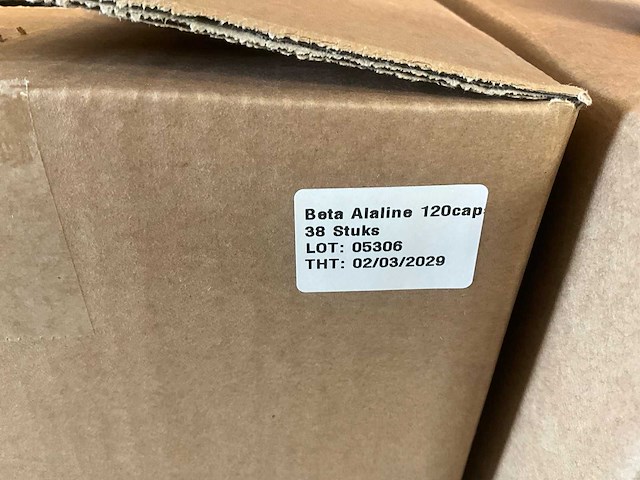 Beta Alaline 120cap
38 Stuks
LOT: 05306
THT: 02/03/2029